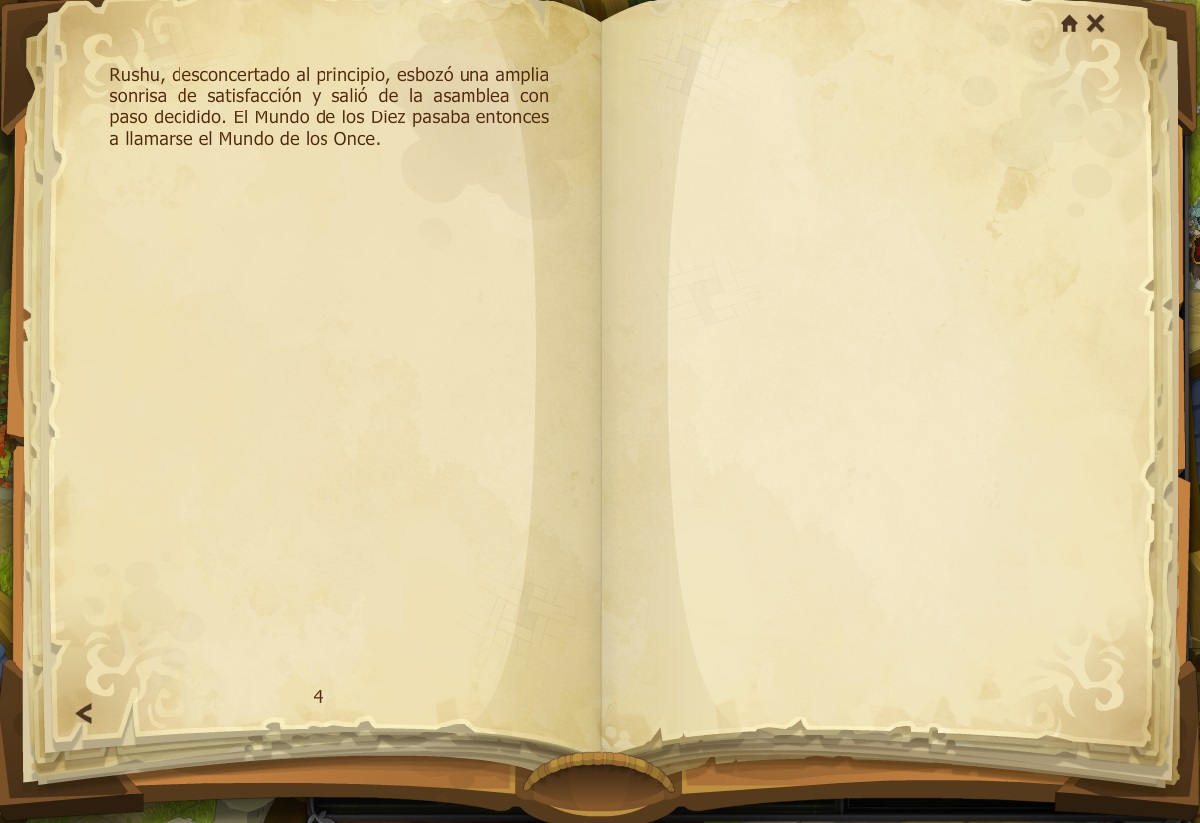 Rushu, desconcertado al principio, esbozó una amplia
sonrisa de satisfacción y salió de la asamblea con
paso decidido. El Mundo de los Diez pasaba entonces
a llamarse el Mundo de los Once.
4